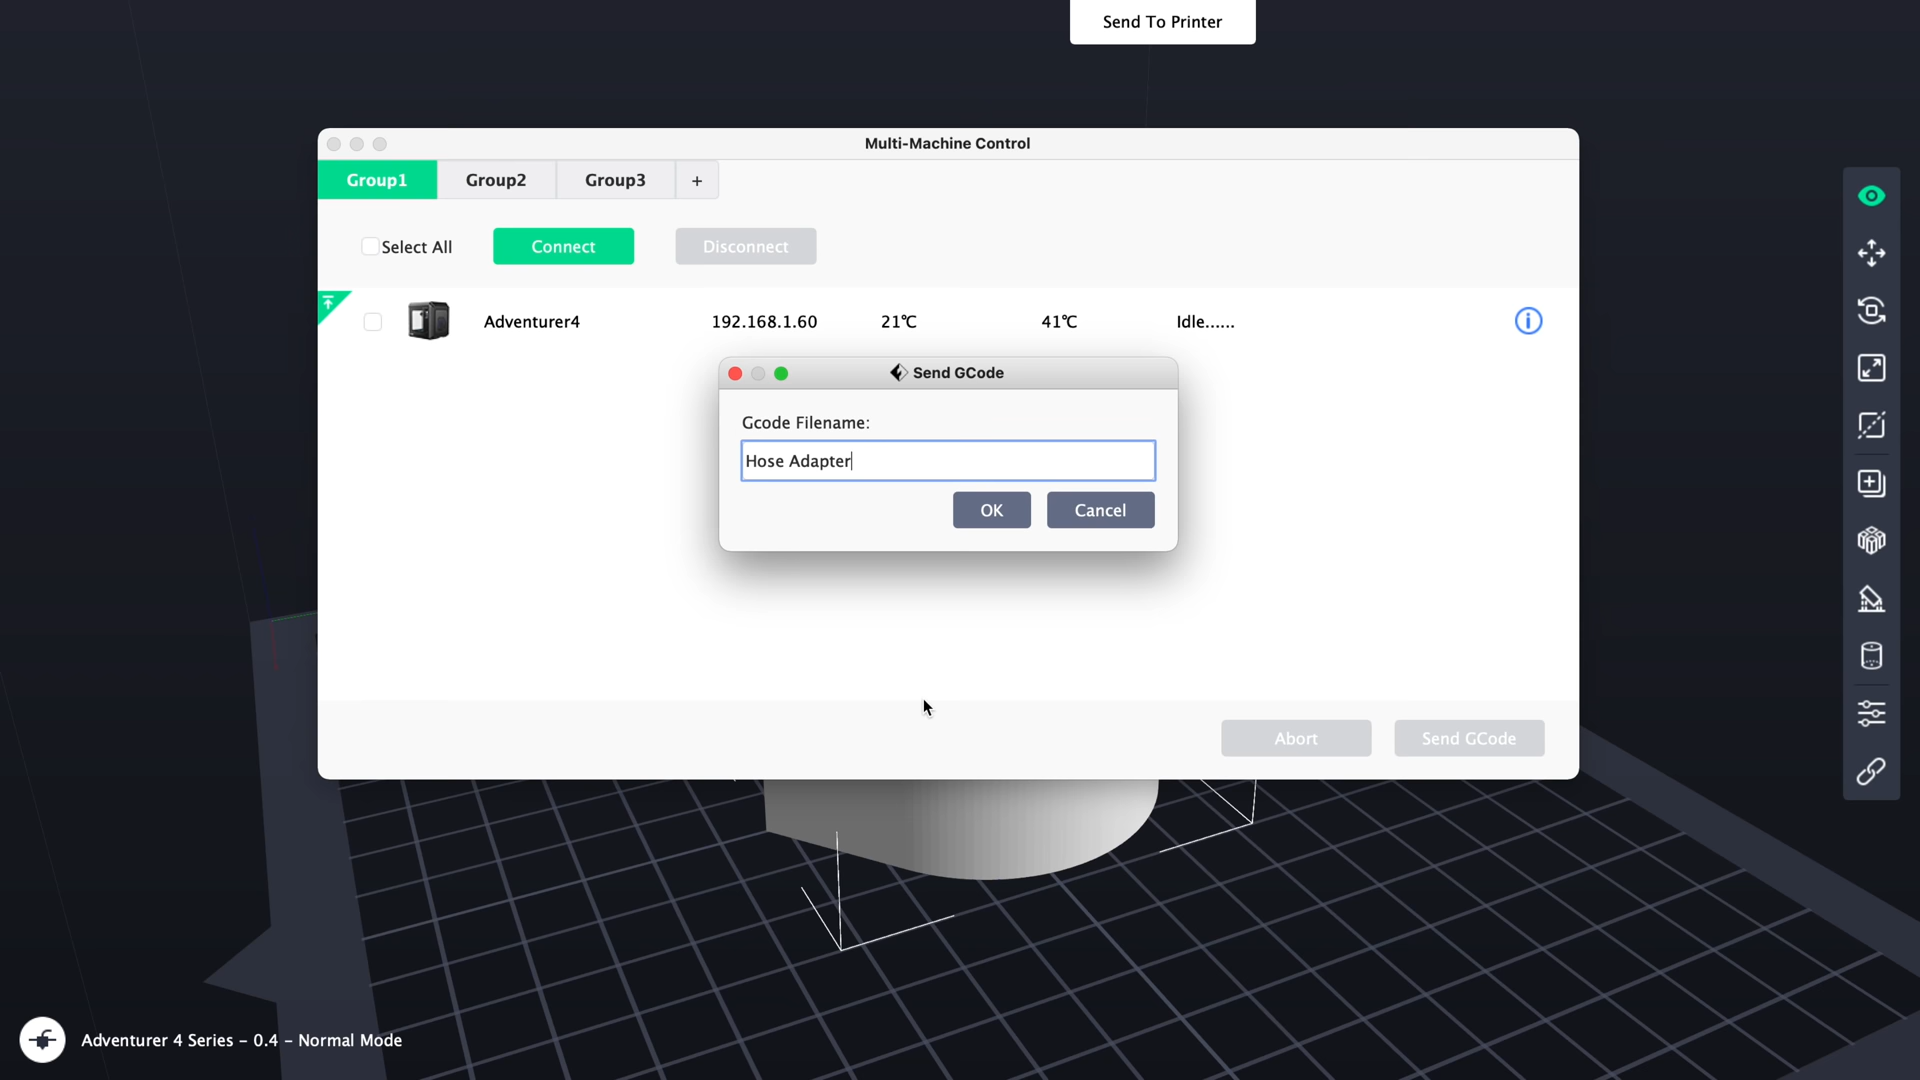 Send To Printer
Multi-Machine Control
Group1 Group2 Group3 +
Select All Connect Disconnect
Adventurer4 192.168.1.60 21℃ 41℃ Idle......
Send GCode
Gcode Filename:
Hose Adapter
OK Cancel
Abort Send GCode
Adventurer 4 Series – 0.4 – Normal Mode